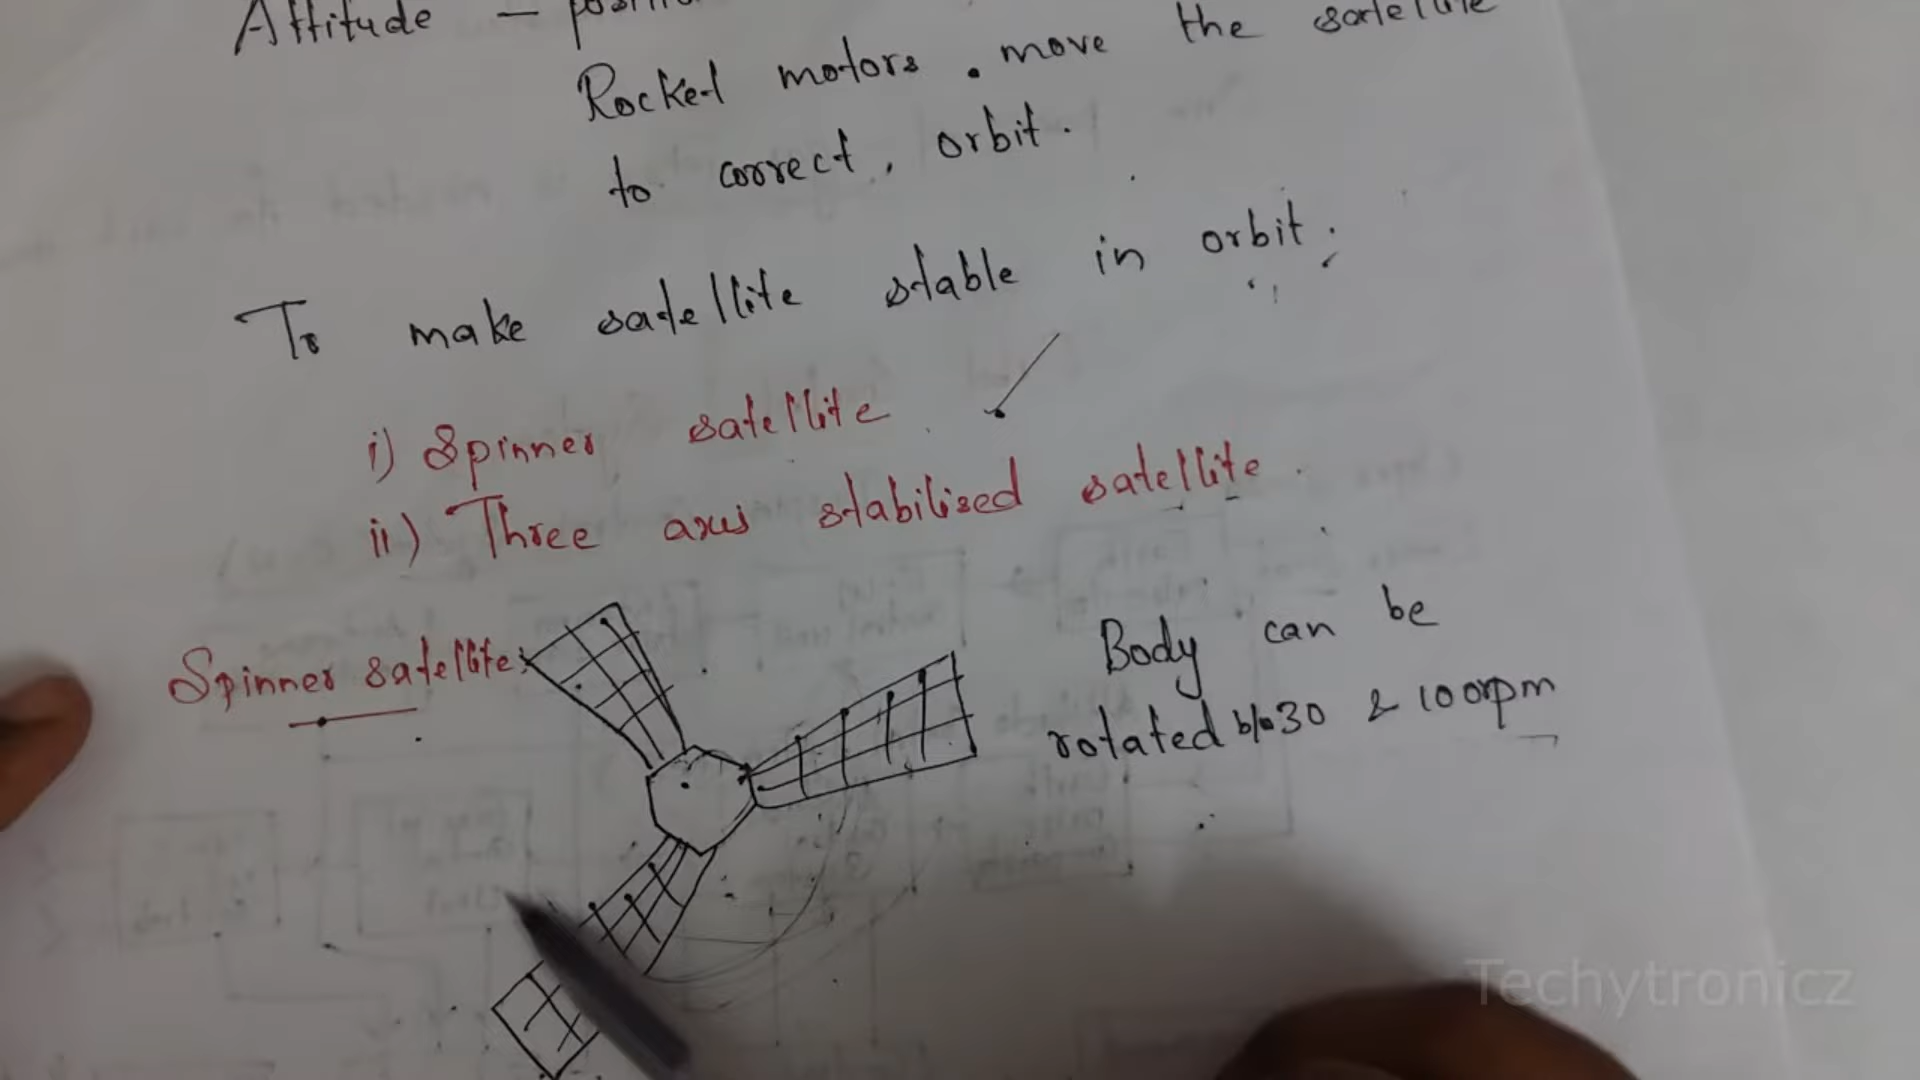 Attitude –
Rocket motors . move the satellite
to correct, orbit.
To make satellite stable in orbit.
i) Spinner satellite
ii) Three axis stabilised satellite.
Spinner satellite:
Body can be
rotated b/w 30 & 100rpm
Techytronicz